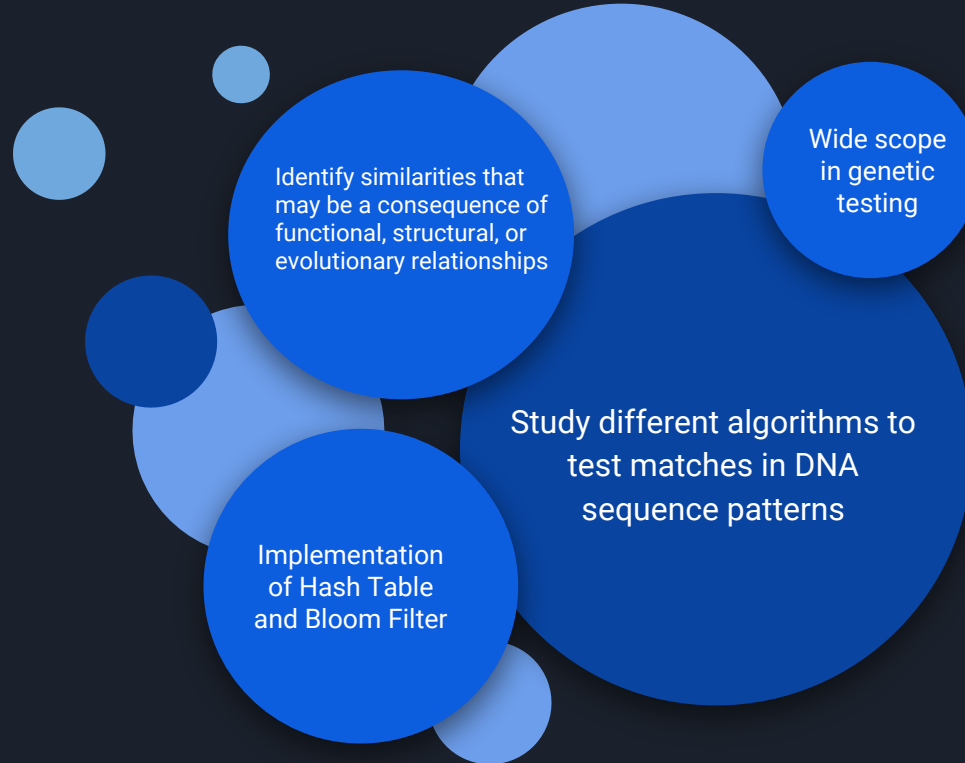 Identify similarities that
may be a consequence of
functional, structural, or
evolutionary relationships
Wide scope
in genetic
testing
Study different algorithms to
test matches in DNA
sequence patterns
Implementation
of Hash Table
and Bloom Filter